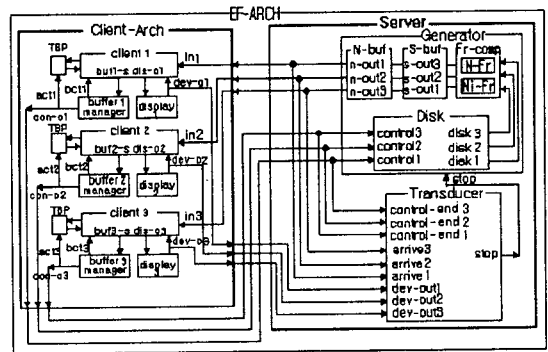 EF-ARCH
Client-Arch
TBP
client 1
in1
buf1-s dis-o1
dev-o1
act1
bct1
con-o1
buffer 1
manager
display
TBP
client 2
in2
buf2-s dis-o2
dev-o2
act2
bct2
con-o2
buffer 2
manager
display
TBP
client 3
in3
buf3-s dis-o3
dev-o3
act3
bct3
con-o3
buffer 3
manager
display
Server
Generator
N-buf
S-buf
Fr-comp
n-out1
s-out3
N-Fr
n-out2
s-out2
n-out3
s-out1
Ni-Fr
Disk
control3
disk 3
control2
disk 2
control1
disk 1
stop
Transducer
control-end 3
control-end 2
control-end 1
arrive3
stop
arrive2
arrive1
dev-out1
dev-out2
dev-out3